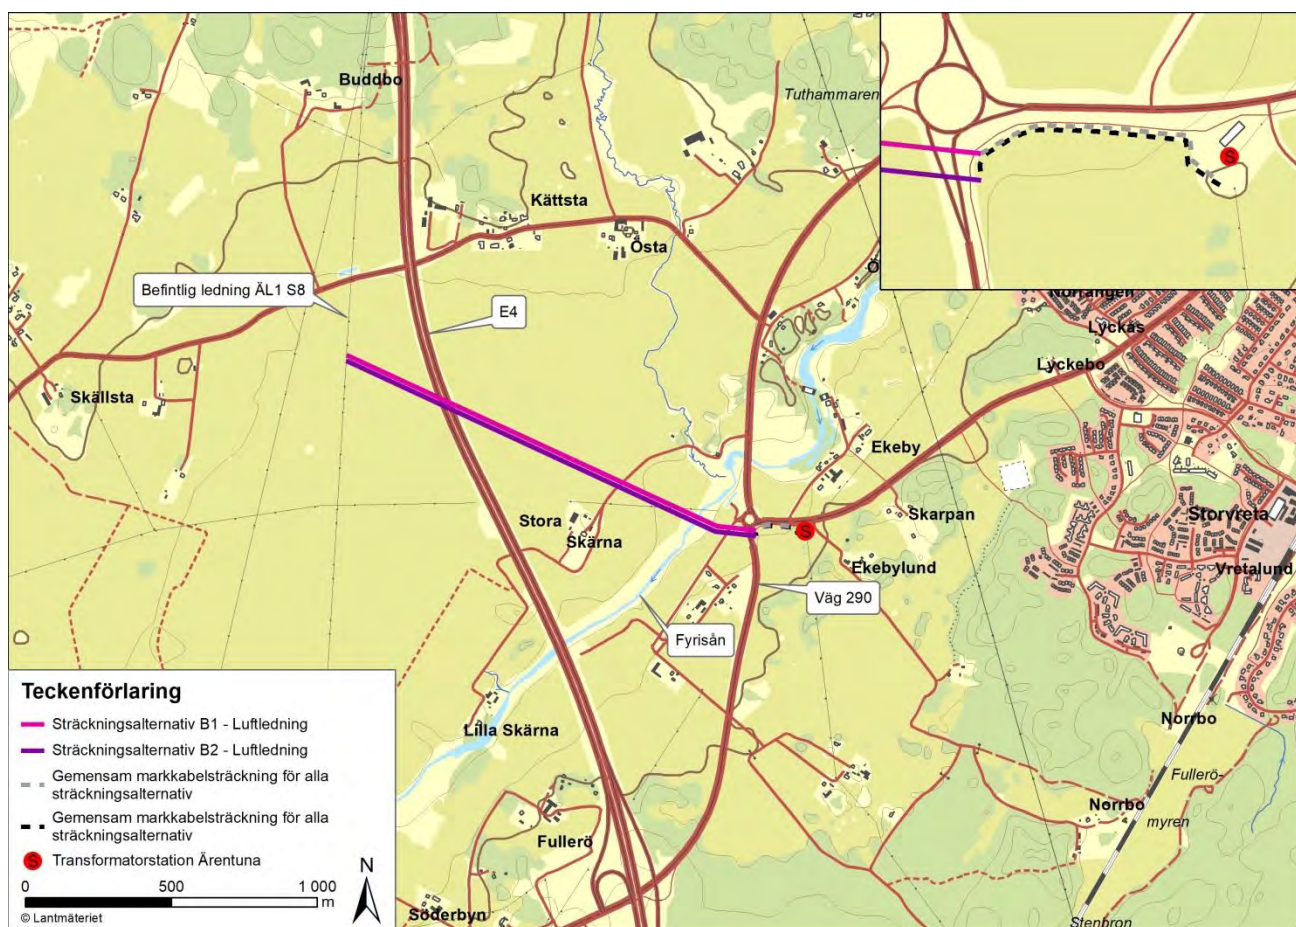 Buddbo
Tuthammaren
Kättsta
Östa
Befintlig ledning ÄL1 S8
E4
Norrängen
Lyckås
Lyckebo
Skällsta
Ekeby
Stora
Skärna
Skarpan
Storvreta
S
Ekebylund
Vretalund
Väg 290
Fyrisån
Lilla Skärna
Norrbo
Fullerö-
myren
Norrbo
Fullerö
Söderbyn
Stenbron
S
Teckenförlaring
Sträckningsalternativ B1 - Luftledning
Sträckningsalternativ B2 - Luftledning
Gemensam markkabelsträckning för alla
sträckningsalternativ
Gemensam markkabelsträckning för alla
sträckningsalternativ
S Transformatorstation Ärentuna
N
0 500 1 000
m
© Lantmäteriet